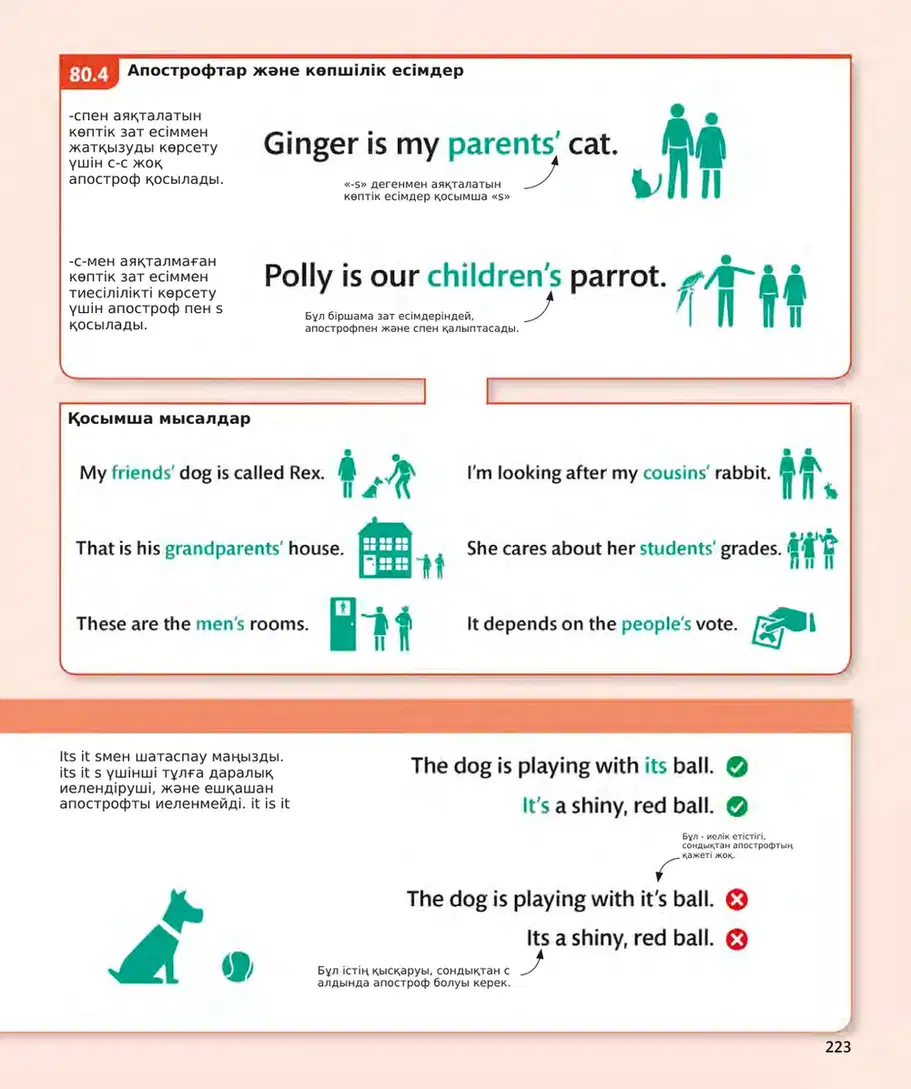 80.4 Апострофтар және көпшілік есімдер
-спен аяқталатын
көптік зат есіммен
жатқызуды көрсету
үшін с-с жоқ
апостроф қосылады.
Ginger is my parents’ cat.
«-s» дегенмен аяқталатын
көптік есімдер қосымша «s»
-с-мен аяқталмаған
көптік зат есіммен
тиесілілікті көрсету
үшін апостроф пен s
қосылады.
Polly is our children’s parrot.
Бұл біршама зат есімдеріндей,
апострофпен және спен қалыптасады.
Қосымша мысалдар
My friends’ dog is called Rex.
I’m looking after my cousins’ rabbit.
That is his grandparents’ house.
She cares about her students’ grades.
These are the men’s rooms.
It depends on the people’s vote.
Its it sмен шатаспау маңызды.
its it s үшінші тұлға даралық
иелендіруші, және ешқашан
апострофты иеленмейді. it is it
The dog is playing with its ball.
It’s a shiny, red ball.
Бұл - иелік етістігі,
сондықтан апострофтың
қажеті жоқ.
The dog is playing with it’s ball.
Its a shiny, red ball.
Бұл істің қысқаруы, сондықтан с
алдында апостроф болуы керек.
223